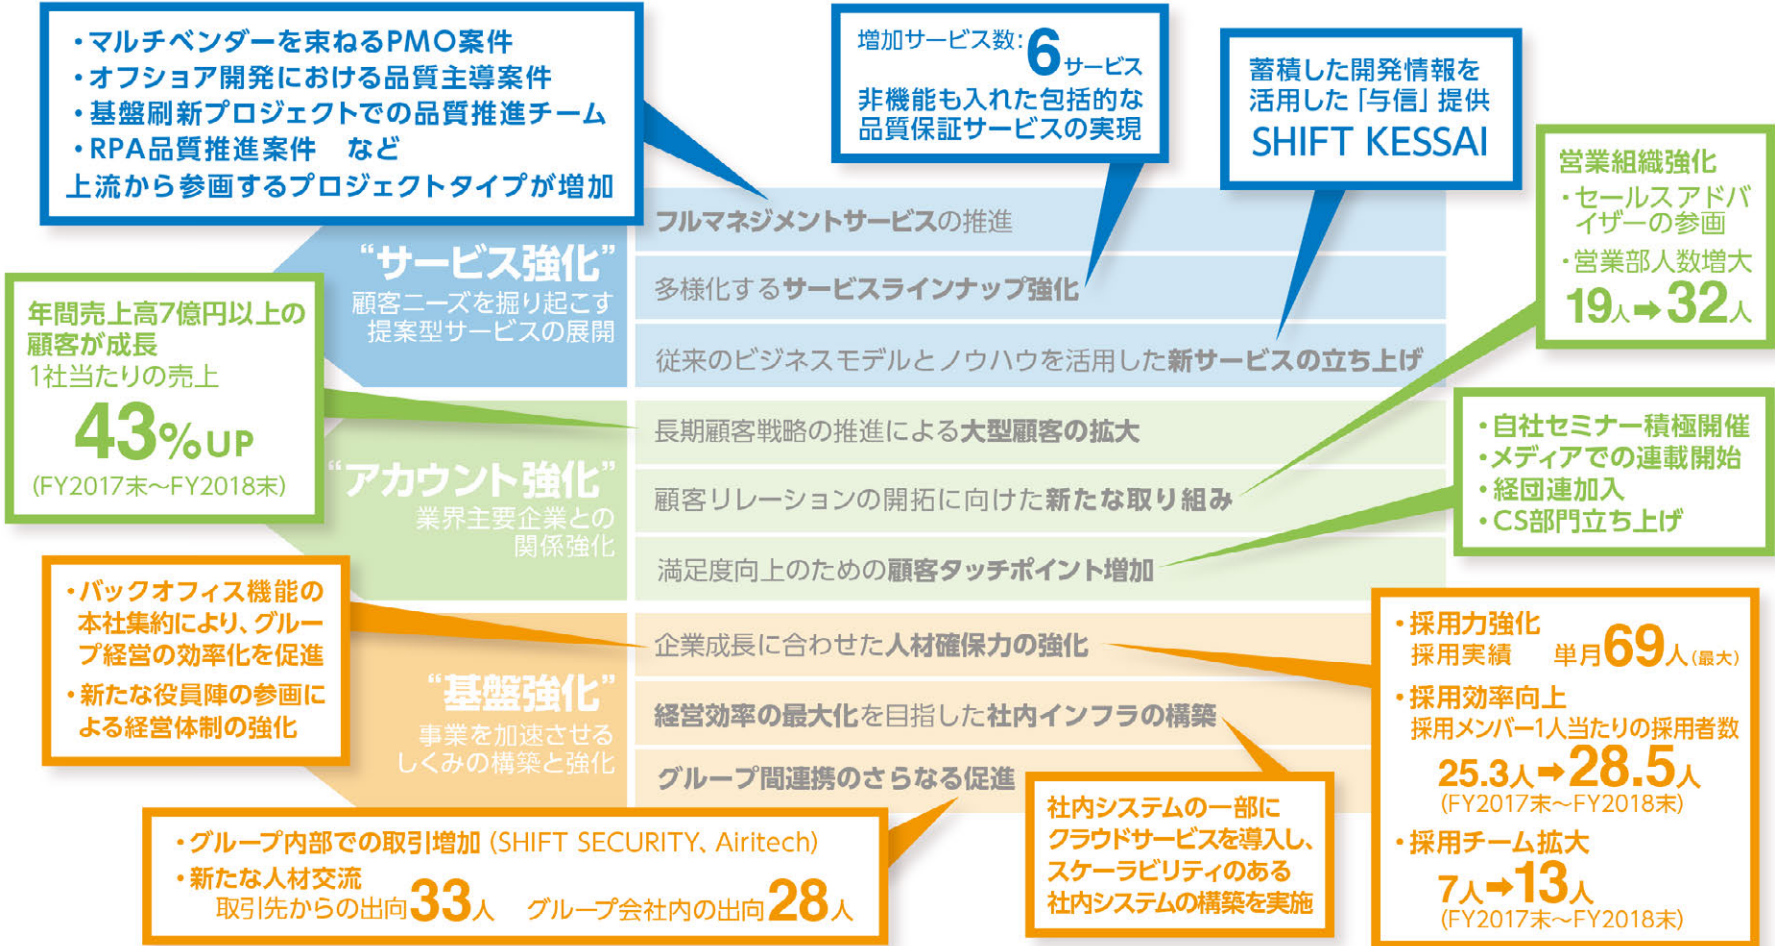 ・マルチベンダーを束ねるPMO案件
・オフショア開発における品質主導案件
・基盤刷新プロジェクトでの品質推進チーム
・RPA品質推進案件　など
上流から参画するプロジェクトタイプが増加
増加サービス数：6サービス
非機能も入れた包括的な
品質保証サービスの実現
蓄積した開発情報を
活用した「与信」提供
SHIFT KESSAI
営業組織強化
・セールスアドバ
イザーの参画
・営業部人数増大
19人➡32人
“サービス強化”
顧客ニーズを掘り起こす
提案型サービスの展開
フルマネジメントサービスの推進
多様化するサービスラインナップ強化
従来のビジネスモデルとノウハウを活用した新サービスの立ち上げ
年間売上高7億円以上の
顧客が成長
1社当たりの売上
43%UP
(FY2017末～FY2018末)
“アカウント強化”
業界主要企業との
関係強化
長期顧客戦略の推進による大型顧客の拡大
顧客リレーションの開拓に向けた新たな取り組み
満足度向上のための顧客タッチポイント増加
・自社セミナー積極開催
・メディアでの連載開始
・経団連加入
・CS部門立ち上げ
・バックオフィス機能の
本社集約により、グルー
プ経営の効率化を促進
・新たな役員陣の参画に
よる経営体制の強化
“基盤強化”
事業を加速させる
しくみの構築と強化
企業成長に合わせた人材確保力の強化
経営効率の最大化を目指した社内インフラの構築
グループ間連携のさらなる促進
・採用力強化
採用実績　単月69人(最大)
・採用効率向上
採用メンバー1人当たりの採用者数
25.3人➡28.5人
(FY2017末～FY2018末)
・採用チーム拡大
7人➡13人
(FY2017末～FY2018末)
・グループ内部での取引増加 (SHIFT SECURITY、Airitech)
・新たな人材交流
取引先からの出向33人　グループ会社内の出向28人
社内システムの一部に
クラウドサービスを導入し、
スケーラビリティのある
社内システムの構築を実施